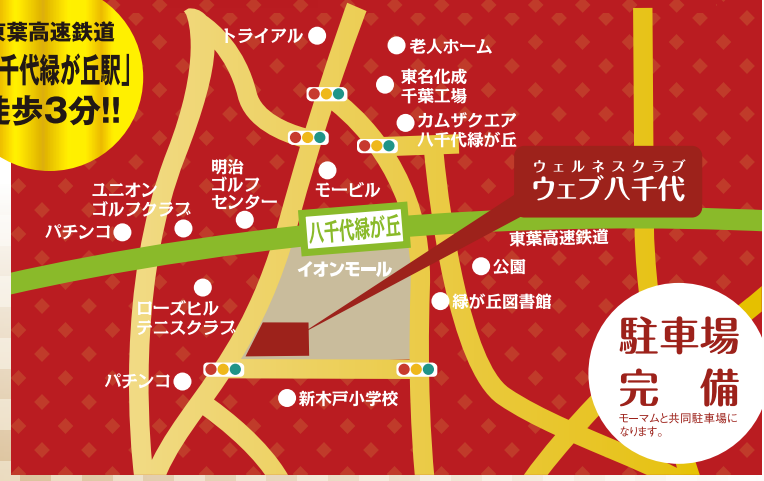 東葉高速鉄道
千代緑が丘駅」
徒歩3分!!
トライアル
老人ホーム
東名化成
千葉工場
カムザクエア
八千代緑が丘
明治
ゴルフ
センター
モービル
ユニオン
ゴルフクラブ
パチンコ
ウェルネスクラブ
ウェブ八千代
八千代緑が丘
東葉高速鉄道
イオンモール
公園
緑が丘図書館
ローズヒル
テニスクラブ
パチンコ
新木戸小学校
駐車場
完 備
モーマムと共同駐車場に
なります。